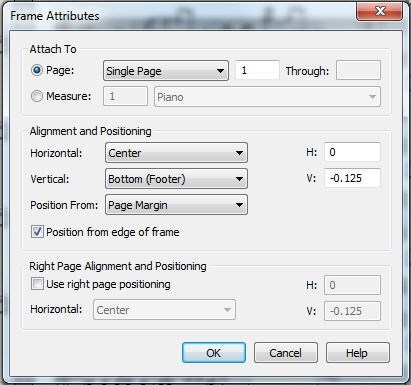 Frame Attributes
Attach To
Page: Single Page 1 Through:
Measure: 1 Piano
Alignment and Positioning
Horizontal: Center H: 0
Vertical: Bottom (Footer) V: -0.125
Position From: Page Margin
Position from edge of frame
Right Page Alignment and Positioning
Use right page positioning H: 0
Horizontal: Center V: -0.125
OK Cancel Help